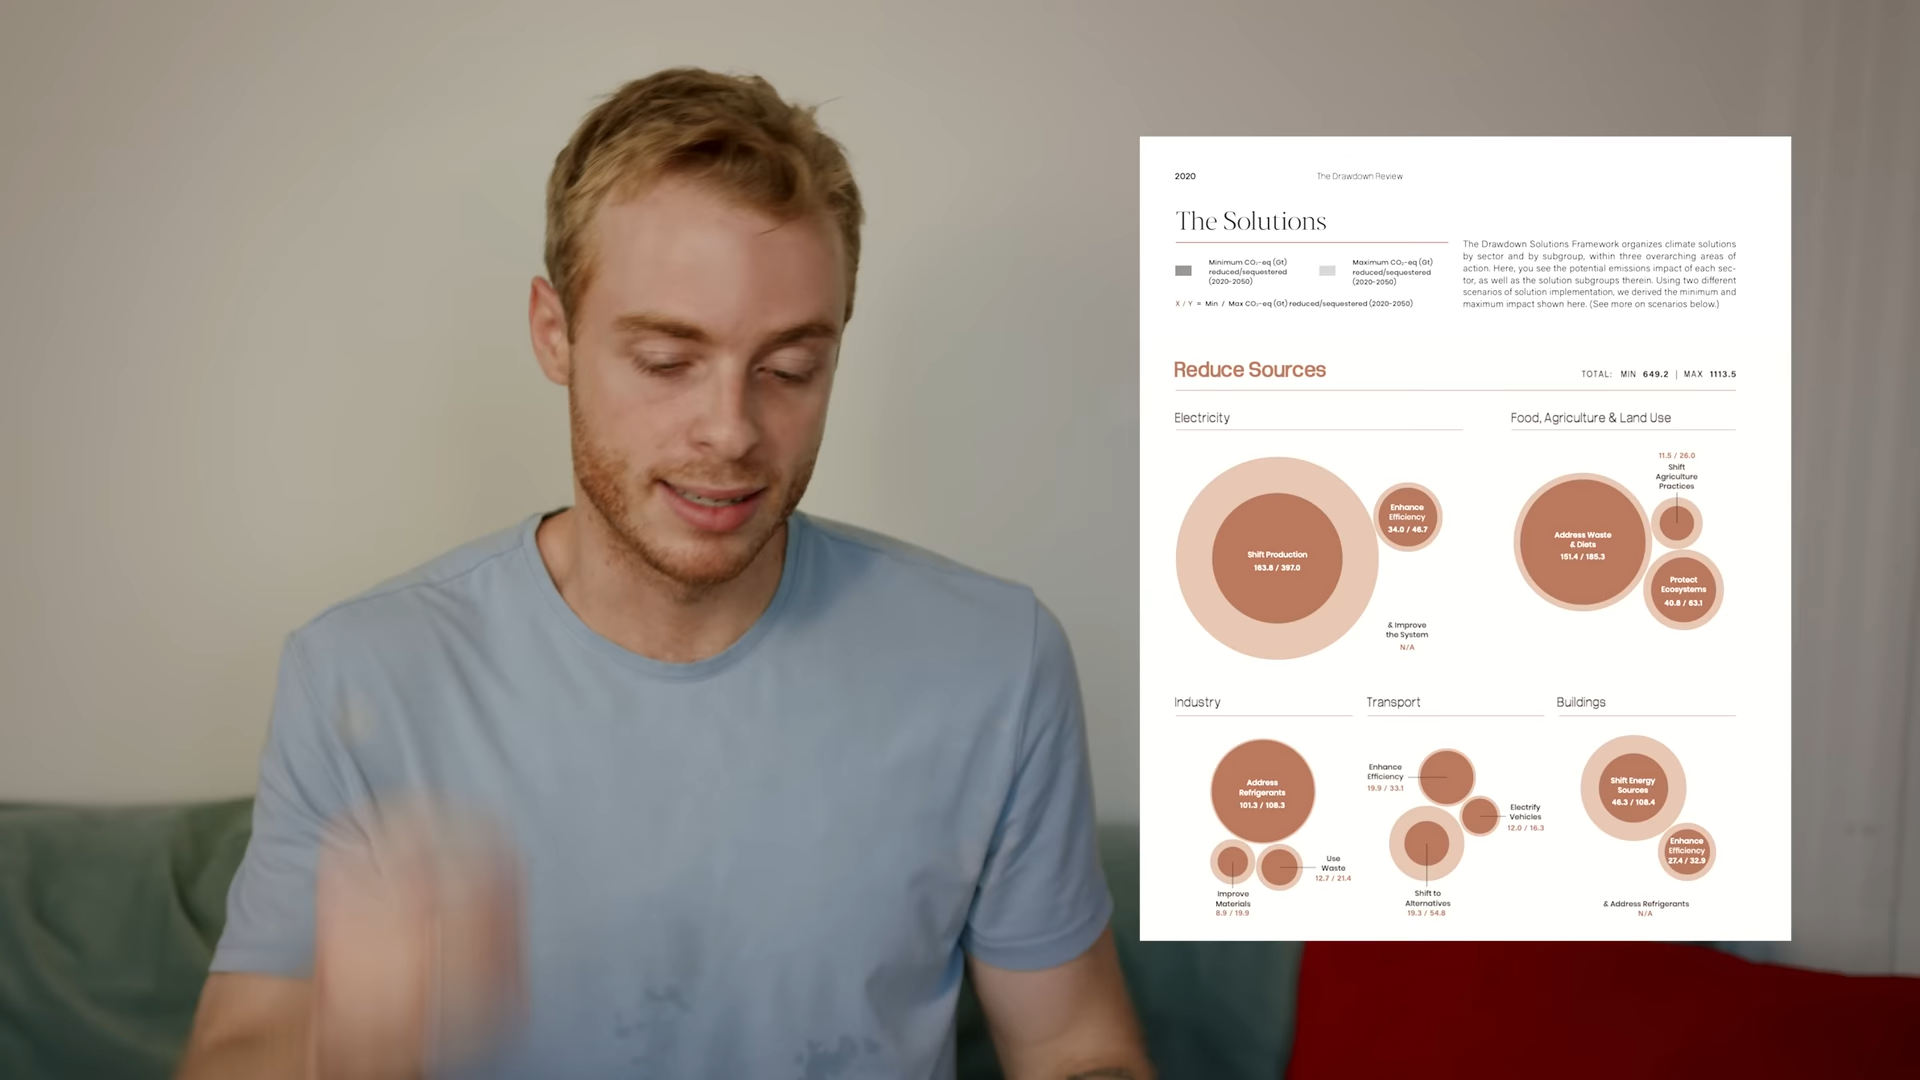 2020
The Drawdown Review
The Solutions
Minimum CO₂-eq (Gt)
reduced/sequestered
(2020-2050)
Maximum CO₂-eq (Gt)
reduced/sequestered
(2020-2050)
X / Y = Min / Max CO₂-eq (Gt) reduced/sequestered (2020-2050)
The Drawdown Solutions Framework organizes climate solutions
by sector and by subgroup, within three overarching areas of
action. Here, you see the potential emissions impact of each sec-
tor, as well as the solution subgroups therein. Using two different
scenarios of solution implementation, we derived the minimum and
maximum impact shown here. (See more on scenarios below.)
Reduce Sources
TOTAL: MIN 649.2 | MAX 1113.5
Electricity
Shift Production
163.8 / 397.0
Enhance
Efficiency
34.0 / 46.7
& Improve
the System
N/A
Food, Agriculture & Land Use
11.5 / 26.0
Shift
Agriculture
Practices
Address Waste
& Diets
151.4 / 185.3
Protect
Ecosystems
40.8 / 63.1
Industry
Address
Refrigerants
101.3 / 108.3
Use
Waste
12.7 / 21.4
Improve
Materials
8.9 / 19.9
Transport
Enhance
Efficiency
19.9 / 33.1
Electrify
Vehicles
12.0 / 16.3
Shift to
Alternatives
19.3 / 54.8
Buildings
Shift Energy
Sources
46.3 / 108.4
Enhance
Efficiency
27.4 / 32.9
& Address Refrigerants
N/A